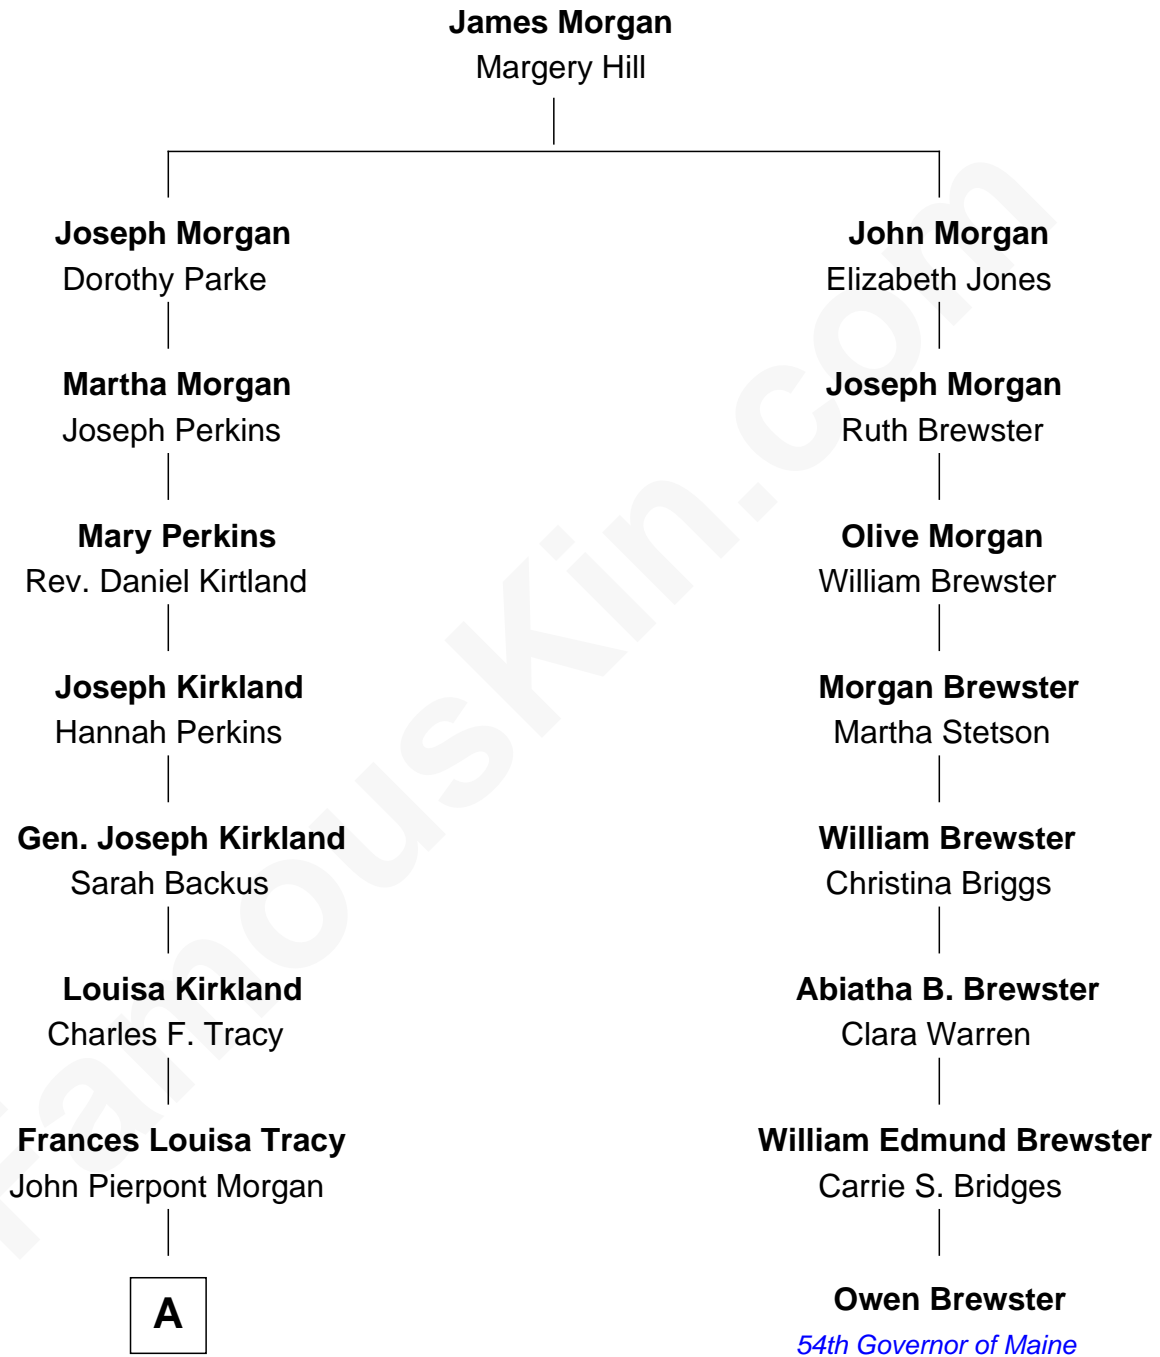 James Morgan
Margery Hill
Joseph Morgan
Dorothy Parke
John Morgan
Elizabeth Jones
Martha Morgan
Joseph Perkins
Joseph Morgan
Ruth Brewster
Mary Perkins
Rev. Daniel Kirtland
Olive Morgan
William Brewster
Joseph Kirkland
Hannah Perkins
Morgan Brewster
Martha Stetson
Gen. Joseph Kirkland
Sarah Backus
William Brewster
Christina Briggs
Louisa Kirkland
Charles F. Tracy
Abiatha B. Brewster
Clara Warren
Frances Louisa Tracy
John Pierpont Morgan
William Edmund Brewster
Carrie S. Bridges
A
Owen Brewster
54th Governor of Maine
FamousKin.com